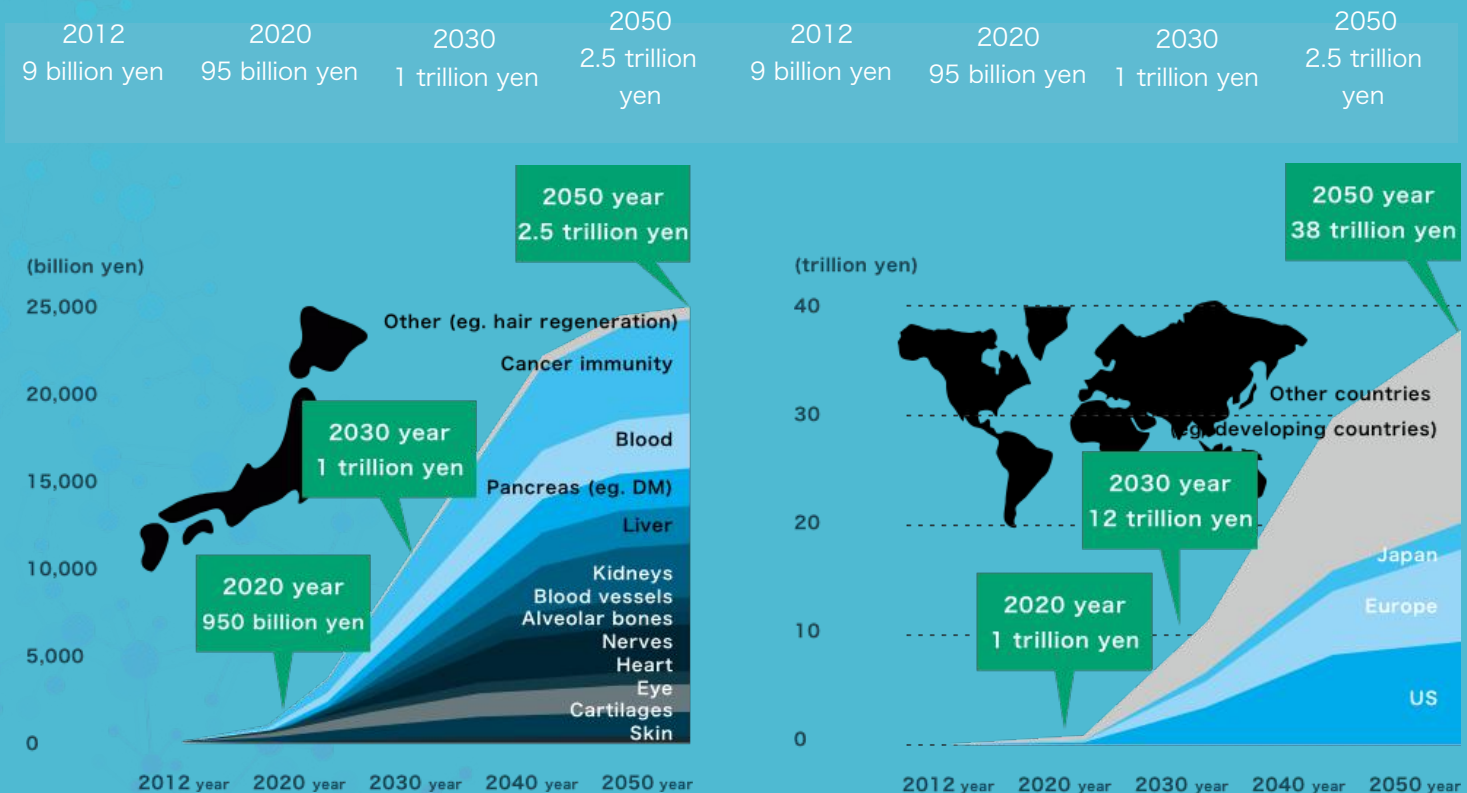 2012
9 billion yen
2020
95 billion yen
2030
1 trillion yen
2050
2.5 trillion
yen
2012
9 billion yen
2020
95 billion yen
2030
1 trillion yen
2050
2.5 trillion
yen
2050 year
2.5 trillion yen
(billion yen)
25,000
20,000
15,000
10,000
5,000
0
Other (eg. hair regeneration)
Cancer immunity
2030 year
1 trillion yen
Blood
Pancreas (eg. DM)
Liver
2020 year
950 billion yen
Kidneys
Blood vessels
Alveolar bones
Nerves
Heart
Eye
Cartilages
Skin
2012 year 2020 year 2030 year 2040 year 2050 year
2050 year
38 trillion yen
(trillion yen)
40
30
20
10
0
Other countries
(eg. developing countries)
2030 year
12 trillion yen
Japan
2020 year
1 trillion yen
Europe
US
2012 year 2020 year 2030 year 2040 year 2050 year